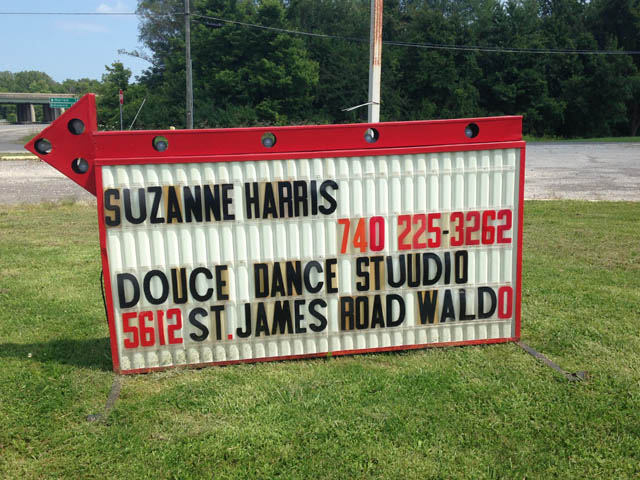 SUZANNE HARRIS
740 225-3262
DOUCE DANCE STUUDIO
5612 ST. JAMES ROAD WALDO